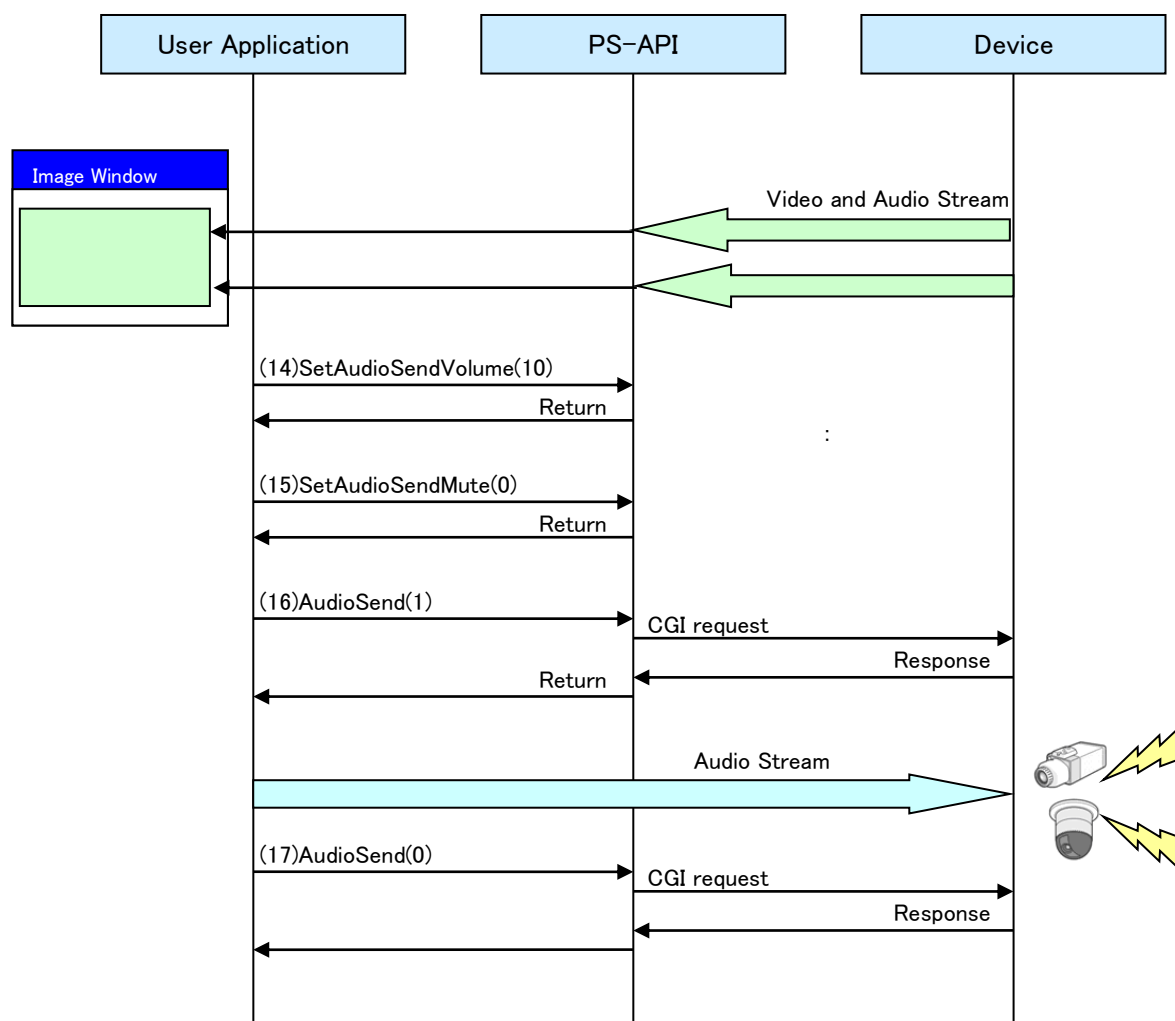 User Application
PS-API
Device
Image Window
Video and Audio Stream
(14)SetAudioSendVolume(10)
Return
:
(15)SetAudioSendMute(0)
Return
(16)AudioSend(1)
CGI request
Response
Return
Audio Stream
(17)AudioSend(0)
CGI request
Response